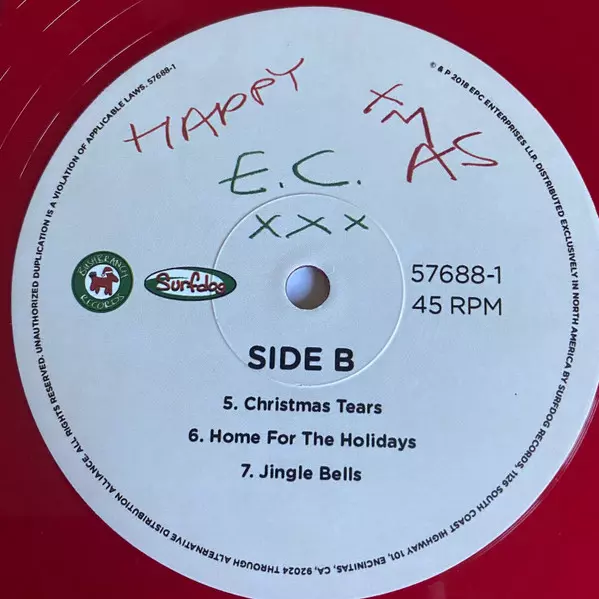 HAPPY XMAS
E.C.
xxx
BUSHBRANCH RECORDS
Surfdog
57688-1
45 RPM
SIDE B
5. Christmas Tears
6. Home For The Holidays
7. Jingle Bells
© & ℗ 2018 EPC ENTERPRISES LLP. DISTRIBUTED EXCLUSIVELY IN NORTH AMERICA BY SURFDOG RECORDS, 1126 SOUTH COAST HIGHWAY 101, ENCINITAS, CA, 92024 THROUGH ALTERNATIVE DISTRIBUTION ALLIANCE. ALL RIGHTS RESERVED. UNAUTHORIZED DUPLICATION IS A VIOLATION OF APPLICABLE LAWS. 57688-1